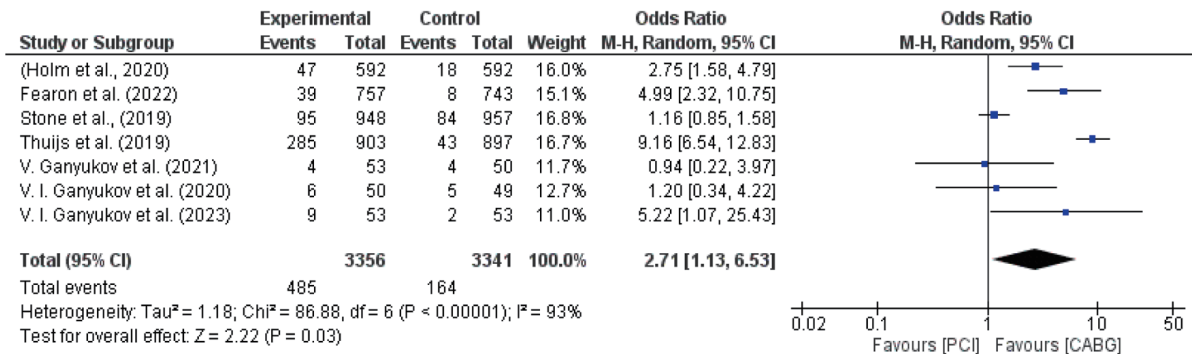 Experimental Control Odds Ratio Odds Ratio
Study or Subgroup Events Total Events Total Weight M-H, Random, 95% CI M-H, Random, 95% CI
(Holm et al., 2020) 47 592 18 592 16.0% 2.75 [1.58, 4.79]
Fearon et al. (2022) 39 757 8 743 15.1% 4.99 [2.32, 10.75]
Stone et., (2019) 95 948 84 957 16.8% 1.16 [0.85, 1.58]
Thuijs et al. (2019) 285 903 43 897 16.7% 9.16 [6.54, 12.83]
V. Ganyukov et al. (2021) 4 53 4 50 11.7% 0.94 [0.22, 3.97]
V. I. Ganyukov et al. (2020) 6 50 5 49 12.7% 1.20 [0.34, 4.22]
V. I. Ganyukov et al. (2023) 9 53 2 53 11.0% 5.22 [1.07, 25.43]
Total (95% CI) 3356 3341 100.0% 2.71 [1.13, 6.53]
Total events 485 164
Heterogeneity: Tau² = 1.18; Chi² = 86.88, df = 6 (P < 0.00001); I² = 93%
Test for overall effect: Z = 2.22 (P = 0.03)
0.02 0.1 1 10 50
Favours [PCI] Favours [CABG]